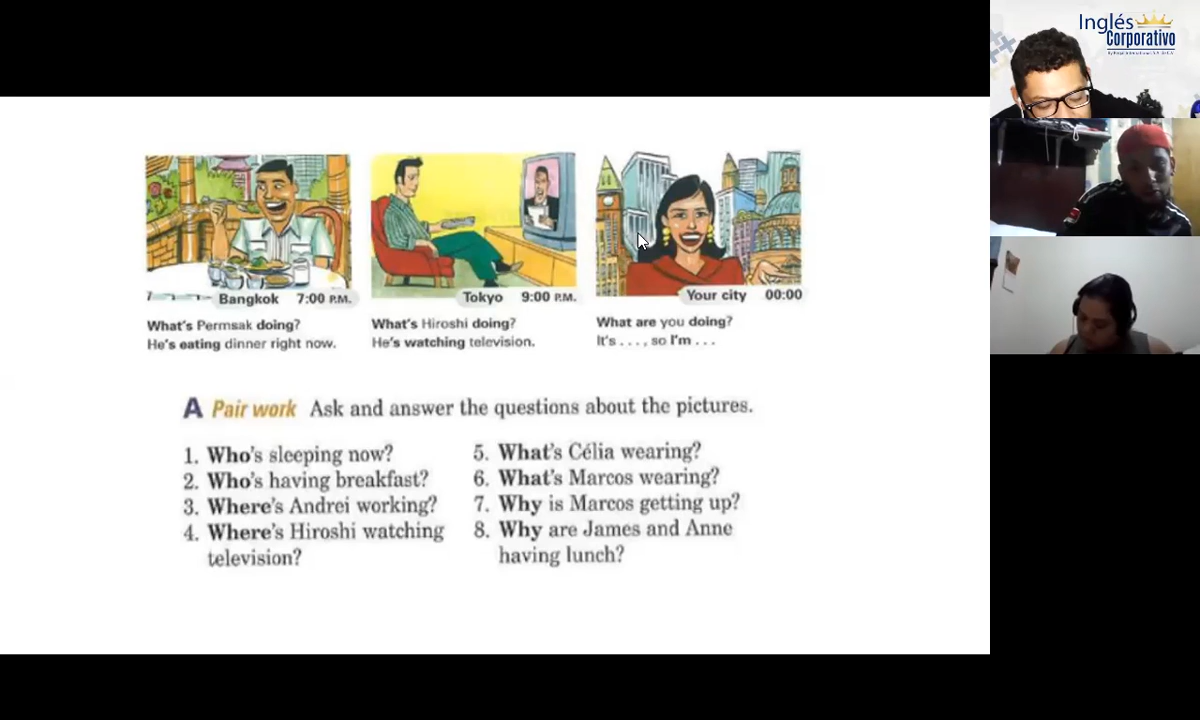 Inglés
Corporativo
Bangkok 7:00 P.M.
What's Permsak doing?
He's eating dinner right now.
Tokyo 9:00 P.M.
What's Hiroshi doing?
He's watching television.
Your city 00:00
What are you doing?
It's . . . , so I'm . . .
A Pair work Ask and answer the questions about the pictures.
1. Who's sleeping now?
2. Who's having breakfast?
3. Where's Andrei working?
4. Where's Hiroshi watching
television?
5. What's Célia wearing?
6. What's Marcos wearing?
7. Why is Marcos getting up?
8. Why are James and Anne
having lunch?